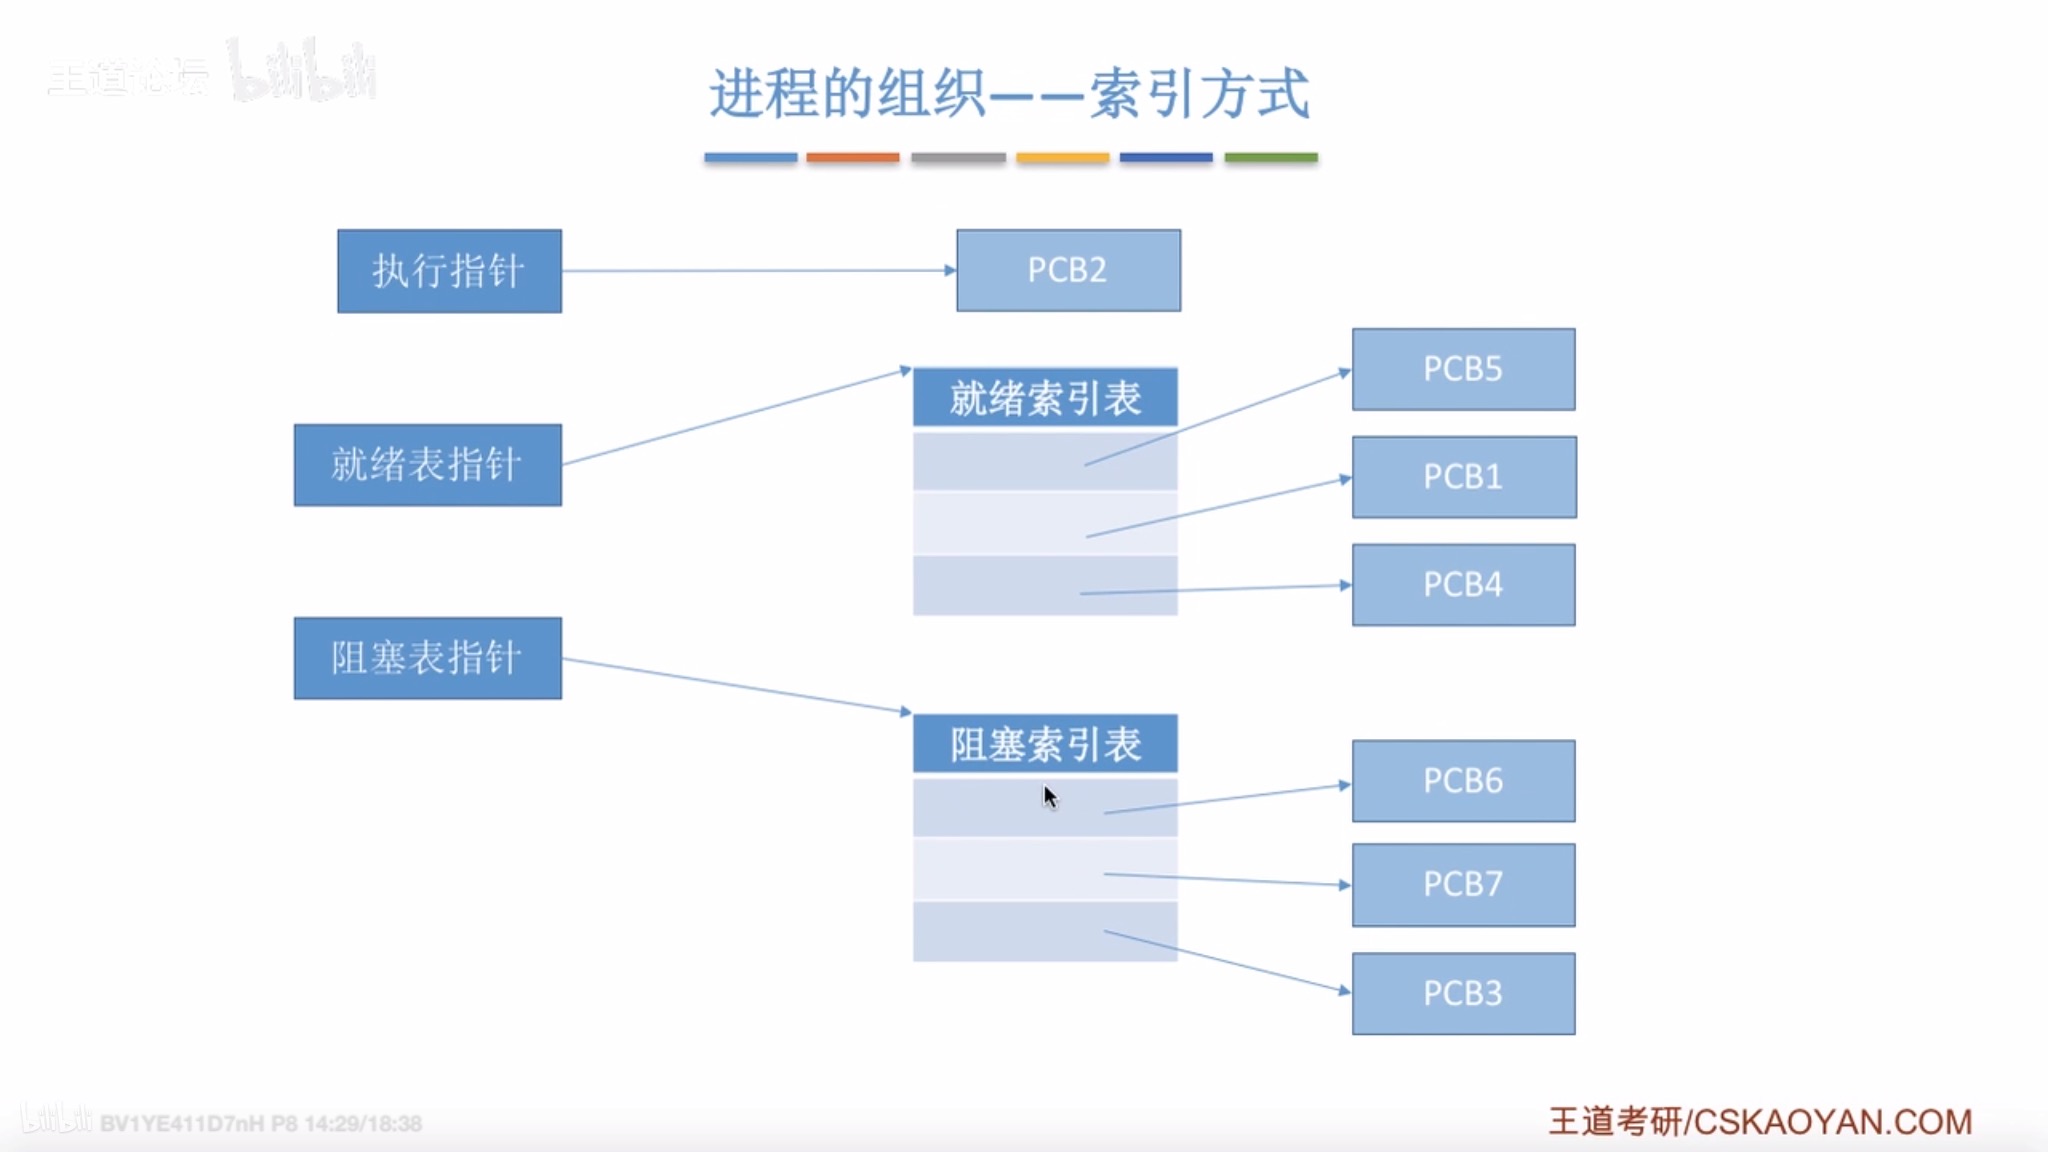 王道论坛 bilibili
进程的组织——索引方式
执行指针
PCB2
就绪表指针
就绪索引表
PCB5
PCB1
PCB4
阻塞表指针
阻塞索引表
PCB6
PCB7
PCB3
bilibili BV1YE411D7nH P8 14:29/18:38
王道考研/CSKAOYAN.COM